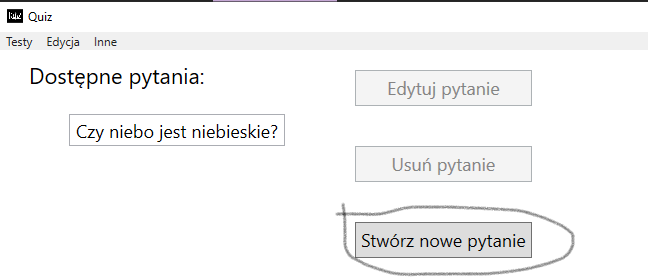 Quiz
Testy Edycja Inne
Dostępne pytania:
Czy niebo jest niebieskie?
Edytuj pytanie
Usuń pytanie
Stwórz nowe pytanie